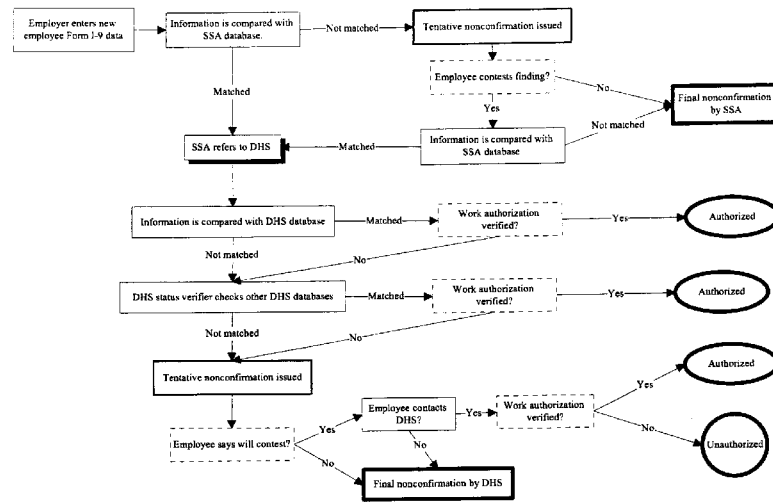 Employer enters new
employee Form I-9 data
Information is compared with
SSA database.
Not matched
Tentative nonconfirmation issued
Employee contests finding?
No
Final nonconfirmation
by SSA
Matched
Yes
Not matched
SSA refers to DHS
Matched
Information is compared with
SSA database
Information is compared with DHS database
Matched
Work authorization
verified?
Yes
Authorized
Not matched
No
DHS status verifier checks other DHS databases
Matched
Work authorization
verified?
Yes
Authorized
Not matched
No
Tentative nonconfirmation issued
Authorized
Yes
Employee says will contest?
Yes
Employee contacts
DHS?
Yes
Work authorization
verified?
No
Unauthorized
No
No
Final nonconfirmation by DHS